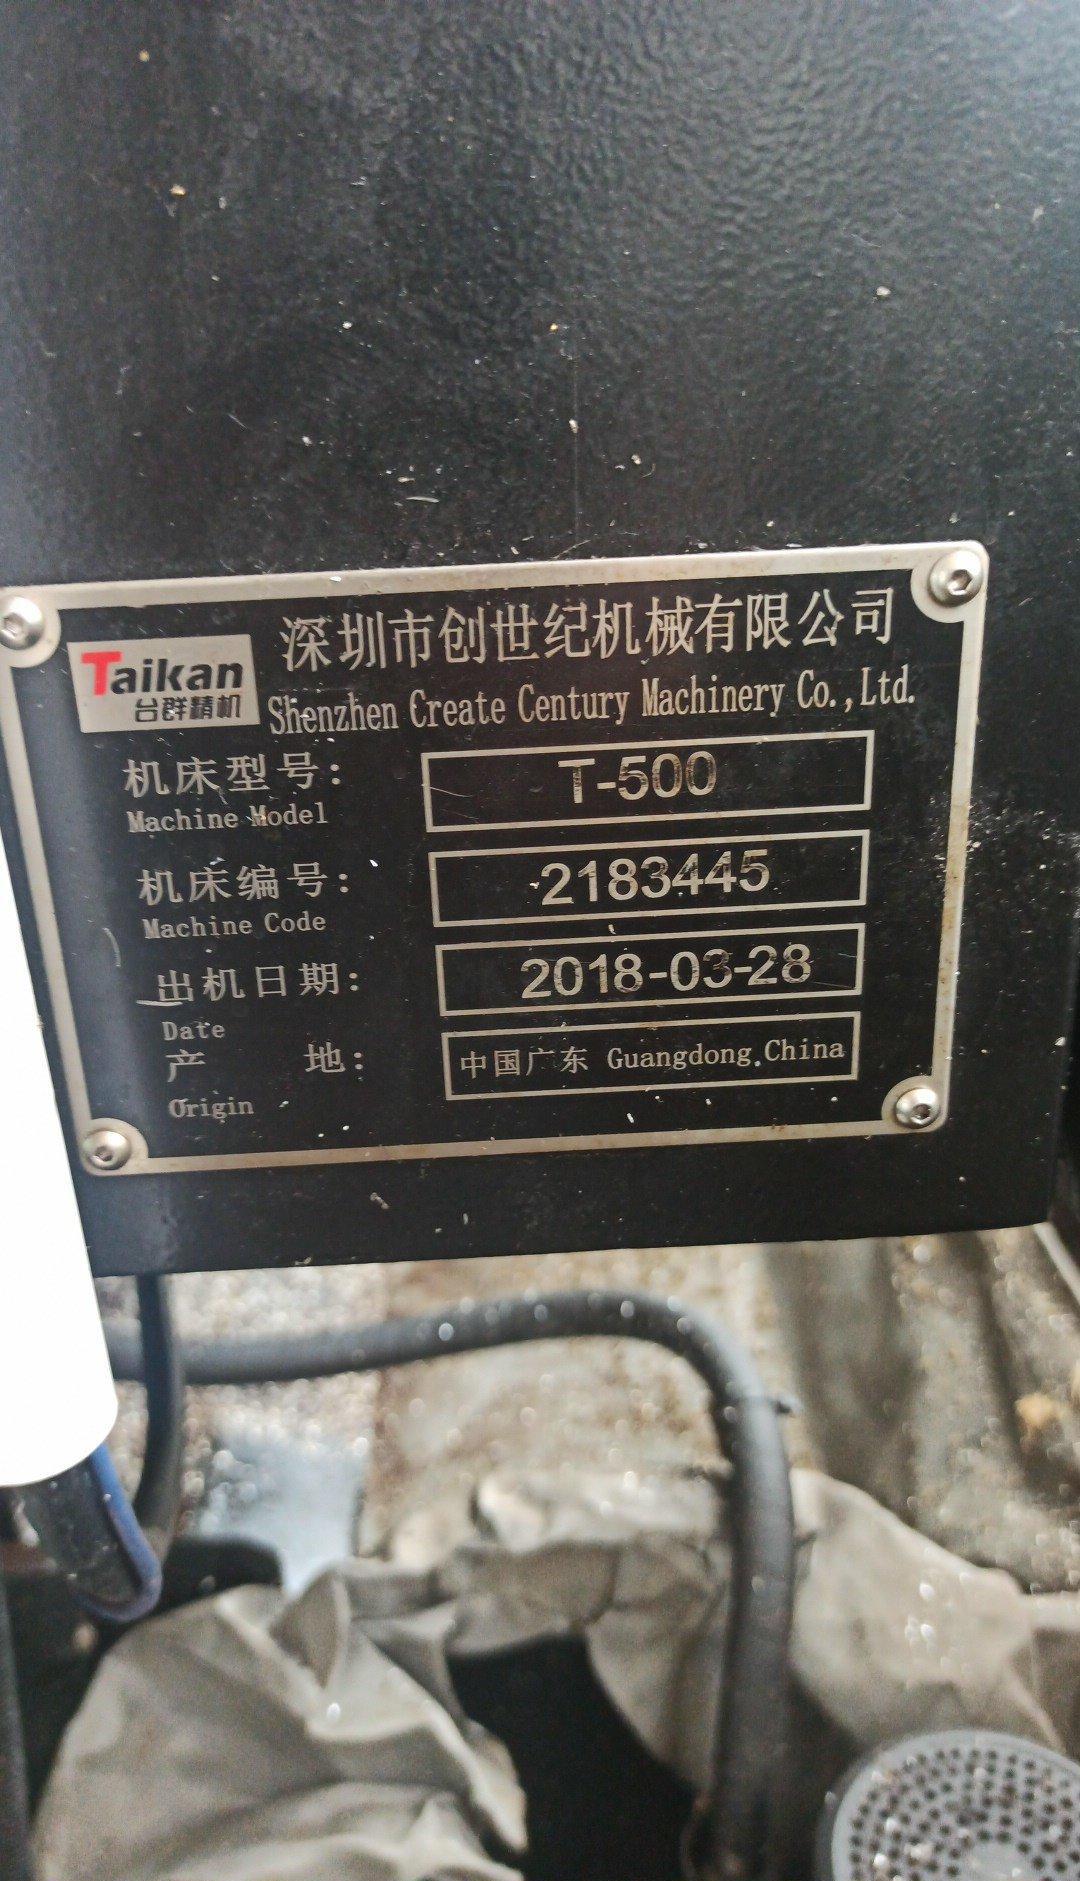 深圳市创世纪机械有限公司
Taikan
台群精机
Shenzhen Create Century Machinery Co.,Ltd.
机床型号: T-500
Machine Model
机床编号: 2183445
Machine Code
出机日期: 2018-03-28
Date
产 地: 中国广东 Guangdong.China
Origin